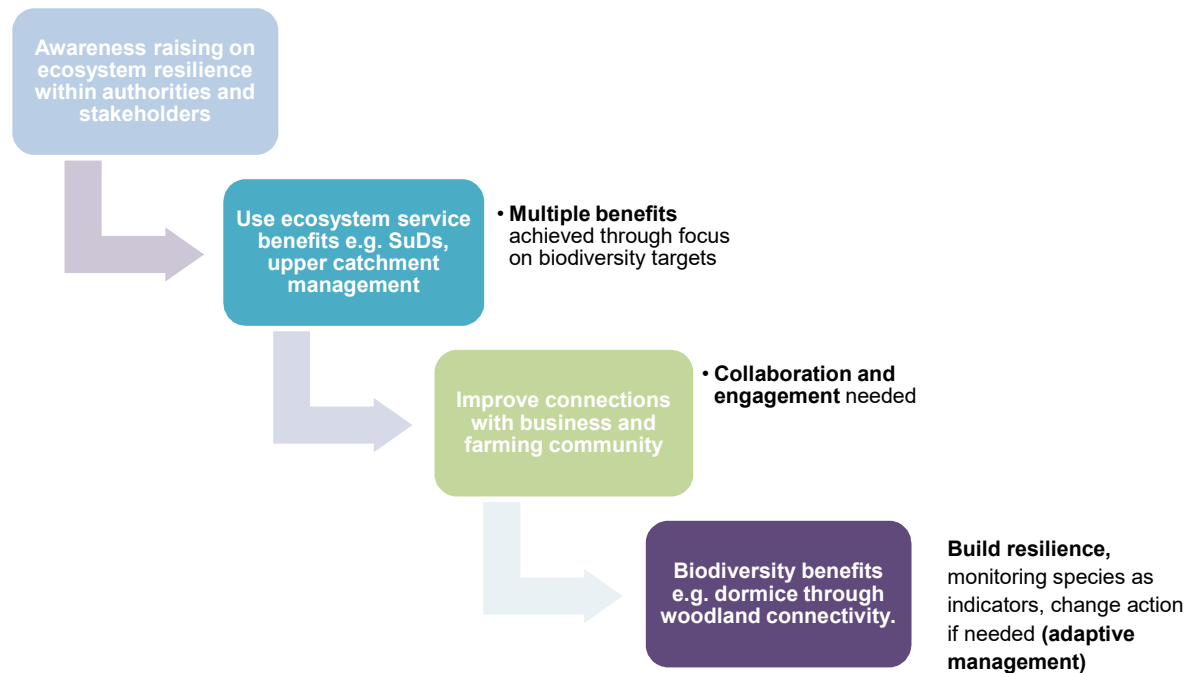 Awareness raising on
ecosystem resilience
within authorities and
stakeholders
Use ecosystem service
benefits e.g. SuDs,
upper catchment
management
• Multiple benefits
achieved through focus
on biodiversity targets
Improve connections
with business and
farming community
• Collaboration and
engagement needed
Biodiversity benefits
e.g. dormice through
woodland connectivity.
Build resilience,
monitoring species as
indicators, change action
if needed (adaptive
management)